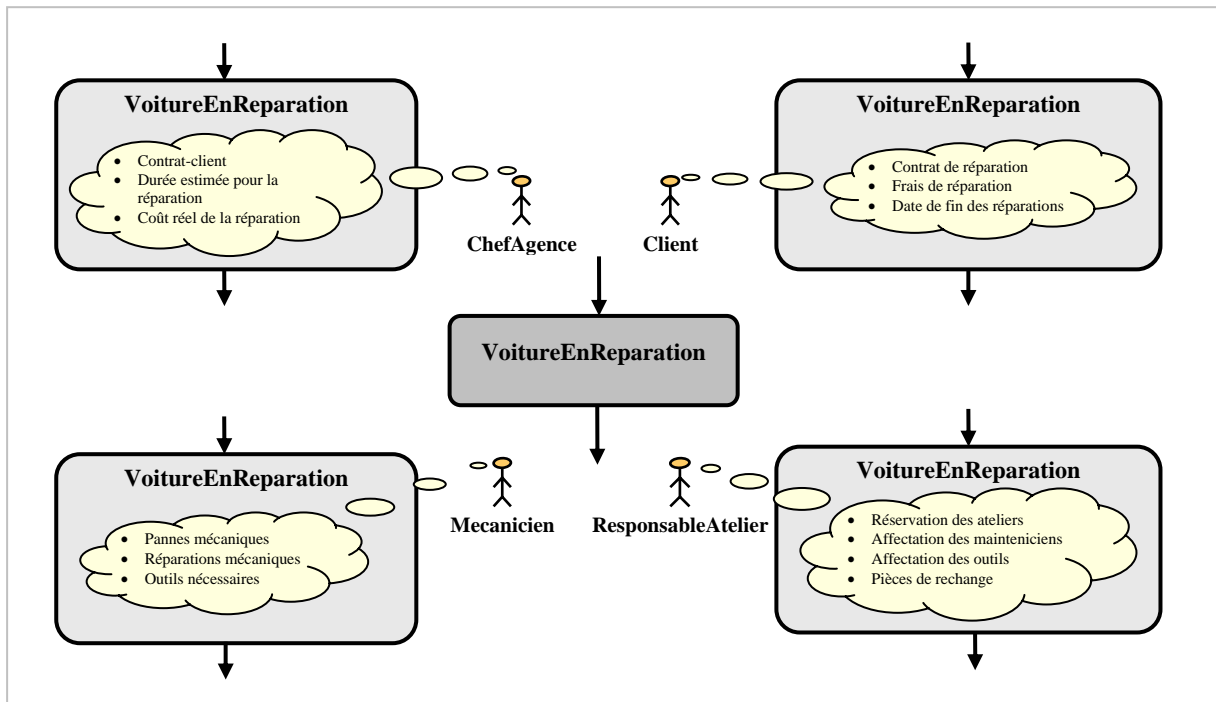 VoitureEnReparation
• Contrat-client
• Durée estimée pour la
réparation
• Coût réel de la réparation
ChefAgence
VoitureEnReparation
• Contrat de réparation
• Frais de réparation
• Date de fin des réparations
Client
VoitureEnReparation
VoitureEnReparation
• Pannes mécaniques
• Réparations mécaniques
• Outils nécessaires
Mecanicien
VoitureEnReparation
• Réservation des ateliers
• Affectation des mainteniciens
• Affectation des outils
• Pièces de rechange
ResponsableAtelier